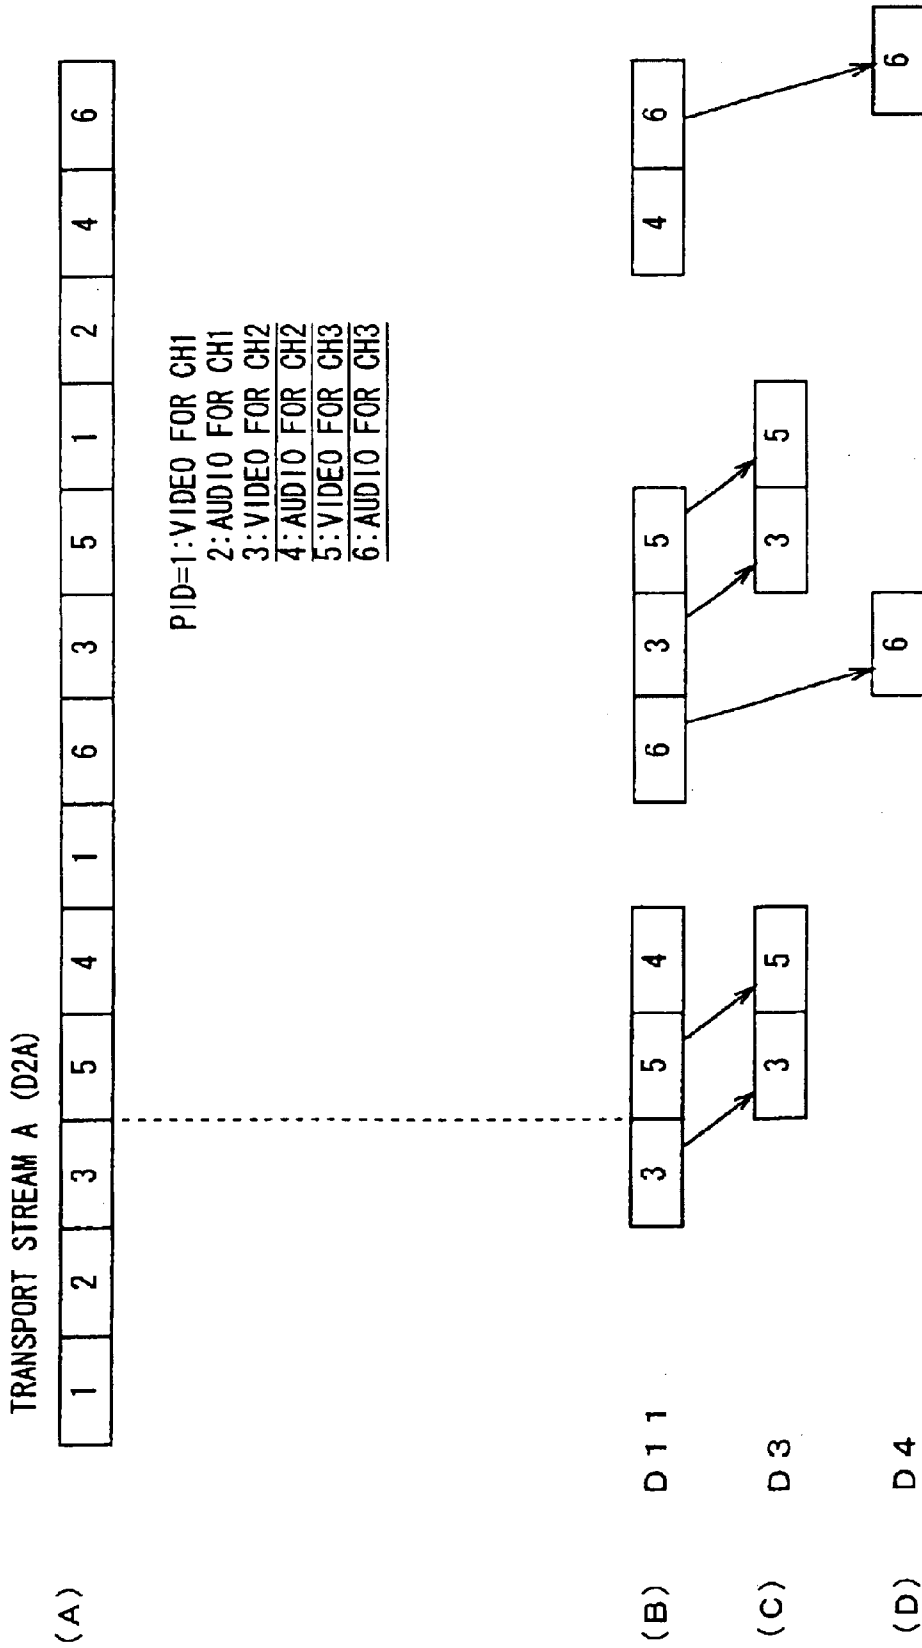 TRANSPORT STREAM A (D2A)
(A) 1 2 3 5 4 1 6 3 5 1 2 4 6
PID=1:VIDEO FOR CH1
2:AUDIO FOR CH1
3:VIDEO FOR CH2
4:AUDIO FOR CH2
5:VIDEO FOR CH3
6:AUDIO FOR CH3
(B) D11 3 5 4 6 3 5 4 6
(C) D3 3 5 3 5
(D) D4 6 6